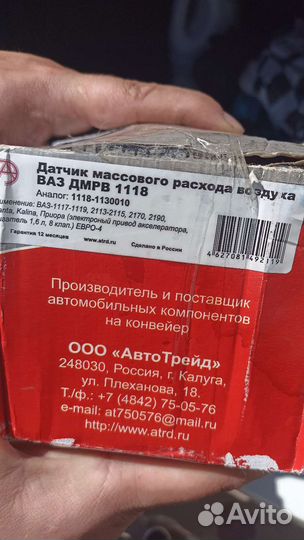 Датчик массового расхода воздуха
ВАЗ ДМРВ 1118
Аналог: 1118-1130010
ВАЗ-1117-1119, 2113-2115, 2170, 2190,
Kalina, Приора (электронный привод акселератора,
1,6 л, 8 клап.) ЕВРО-4
Гарантия 12 месяцев www.atrd.ru Сделано в России
4627081492119
Производитель и поставщик
автомобильных компонентов
на конвейер
ООО «АвтоТрейд»
248030, Россия, г. Калуга,
ул. Плеханова, 18.
Т./ф.: +7 (4842) 75-05-76
e-mail: at750576@mail.ru
http://www.atrd.ru
Avito